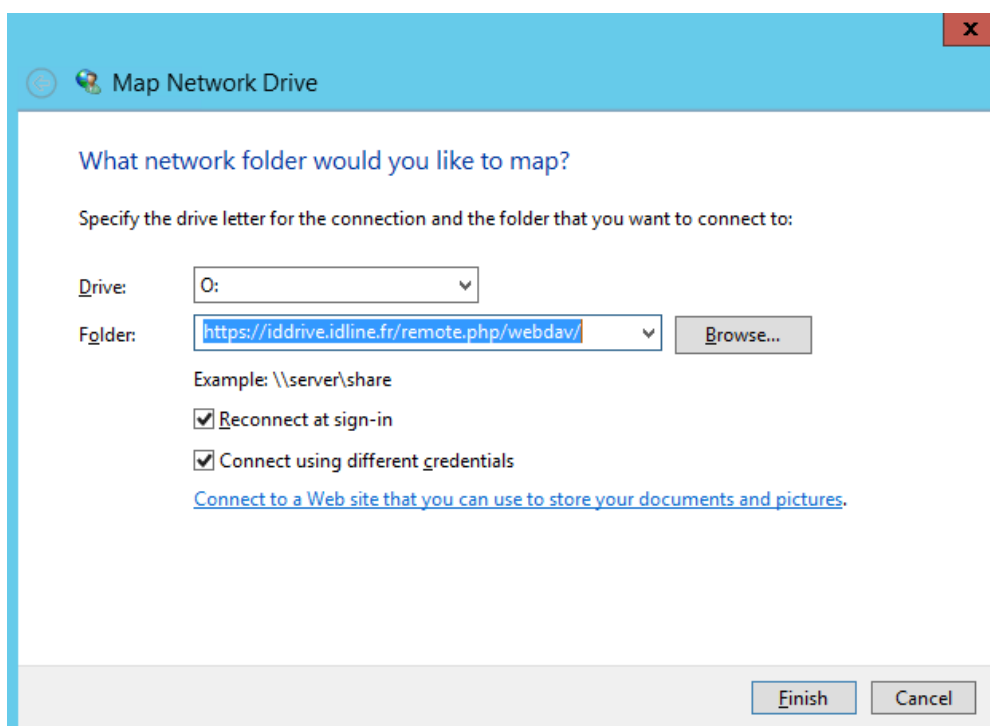 x
Map Network Drive
What network folder would you like to map?
Specify the drive letter for the connection and the folder that you want to connect to:
Drive: O:
Folder: https://iddrive.idline.fr/remote.php/webdav/ Browse...
Example: \\server\share
Reconnect at sign-in
Connect using different credentials
Connect to a Web site that you can use to store your documents and pictures.
Finish Cancel